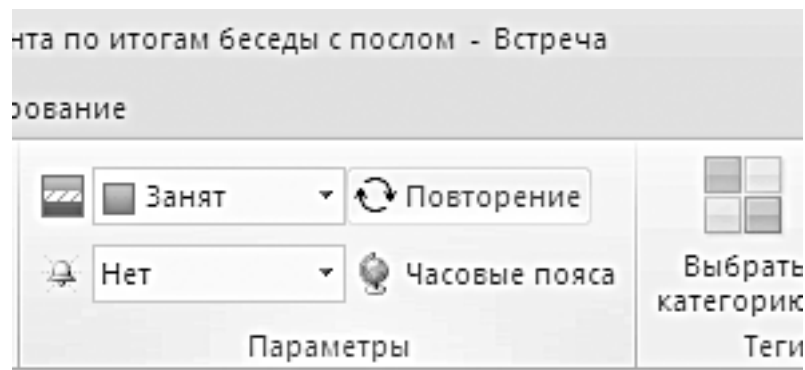 нта по итогам беседы с послом - Встреча
рование
Занят Повторение
Нет Часовые пояса
Выбрать
категорию
Параметры Теги